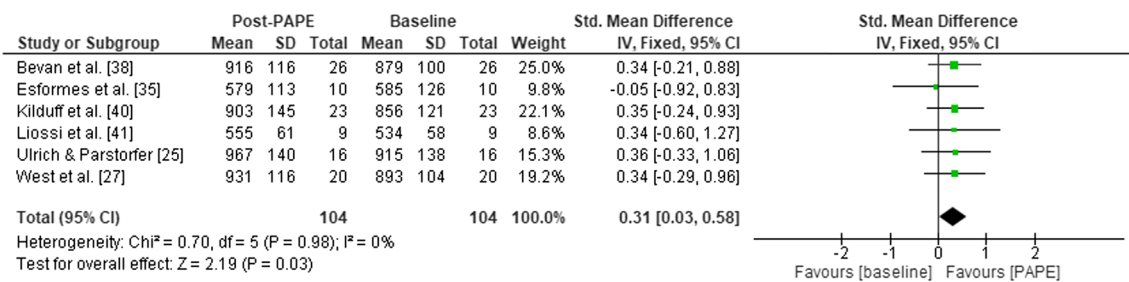 Post-PAPE Baseline Std. Mean Difference Std. Mean Difference
Study or Subgroup Mean SD Total Mean SD Total Weight IV, Fixed, 95% CI IV, Fixed, 95% CI
Bevan et al. [38] 916 116 26 879 100 26 25.0% 0.34 [-0.21, 0.88]
Esformes et al. [35] 579 113 10 585 126 10 9.8% -0.05 [-0.92, 0.83]
Kilduff et al. [40] 903 145 23 856 121 23 22.1% 0.35 [-0.24, 0.93]
Liossi et al. [41] 555 61 9 534 58 9 8.6% 0.34 [-0.60, 1.27]
Ulrich & Parstorfer [25] 967 140 16 915 138 16 15.3% 0.36 [-0.33, 1.06]
West et al. [27] 931 116 20 893 104 20 19.2% 0.34 [-0.29, 0.96]
Total (95% CI) 104 104 100.0% 0.31 [0.03, 0.58]
Heterogeneity: Chi² = 0.70, df = 5 (P = 0.98); I² = 0%
Test for overall effect: Z = 2.19 (P = 0.03)
-2 -1 0 1 2
Favours [baseline] Favours [PAPE]